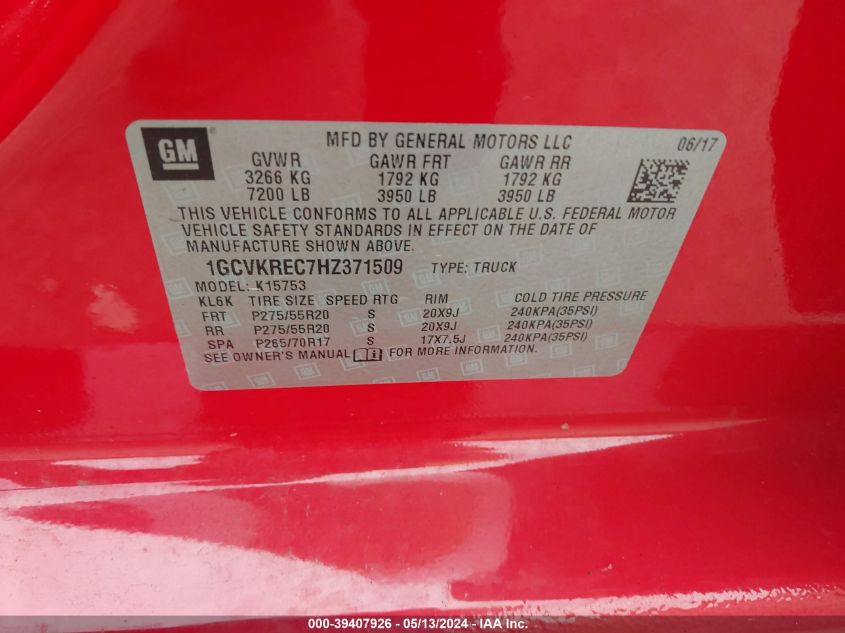 GM
MFD BY GENERAL MOTORS LLC 06/17
GVWR GAWR FRT GAWR RR
3266 KG 1792 KG 1792 KG
7200 LB 3950 LB 3950 LB
THIS VEHICLE CONFORMS TO ALL APPLICABLE U.S. FEDERAL MOTOR
VEHICLE SAFETY STANDARDS IN EFFECT ON THE DATE OF
MANUFACTURE SHOWN ABOVE.
1GCVKREC7HZ371509 TYPE: TRUCK
MODEL: K15753
KL6K TIRE SIZE SPEED RTG RIM COLD TIRE PRESSURE
FRT P275/55R20 S 20X9J 240KPA(35PSI)
RR P275/55R20 S 20X9J 240KPA(35PSI)
SPA P265/70R17 S 17X7.5J 240KPA(35PSI)
SEE OWNER'S MANUAL FOR MORE INFORMATION.
000-39407926 - 05/13/2024 - IAA Inc.